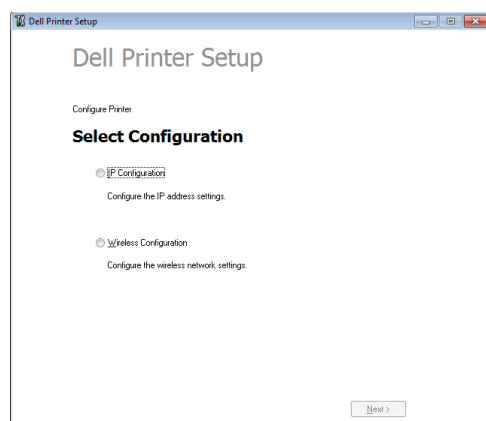 Dell Printer Setup
Dell Printer Setup
Configure Printer
Select Configuration
IP Configuration
Configure the IP address settings.
Wireless Configuration
Configure the wireless network settings.
Next >